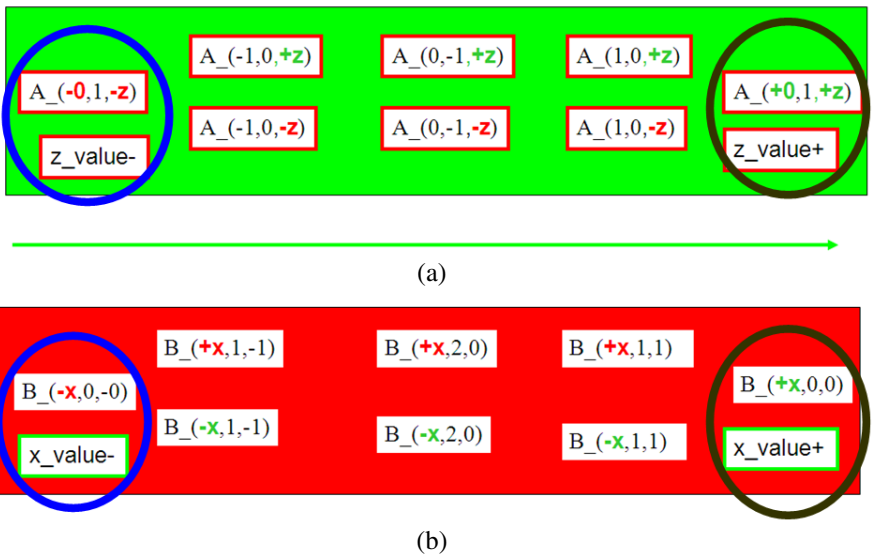 A_(-1,0,+z) A_(0,-1,+z) A_(1,0,+z)
A_(-0,1,-z) A_(+0,1,+z)
A_(-1,0,-z) A_(0,-1,-z) A_(1,0,-z)
z_value- z_value+
(a)
B_(+x,1,-1) B_(+x,2,0) B_(+x,1,1)
B_(-x,0,-0) B_(+x,0,0)
B_(-x,1,-1) B_(-x,2,0) B_(-x,1,1)
x_value- x_value+
(b)